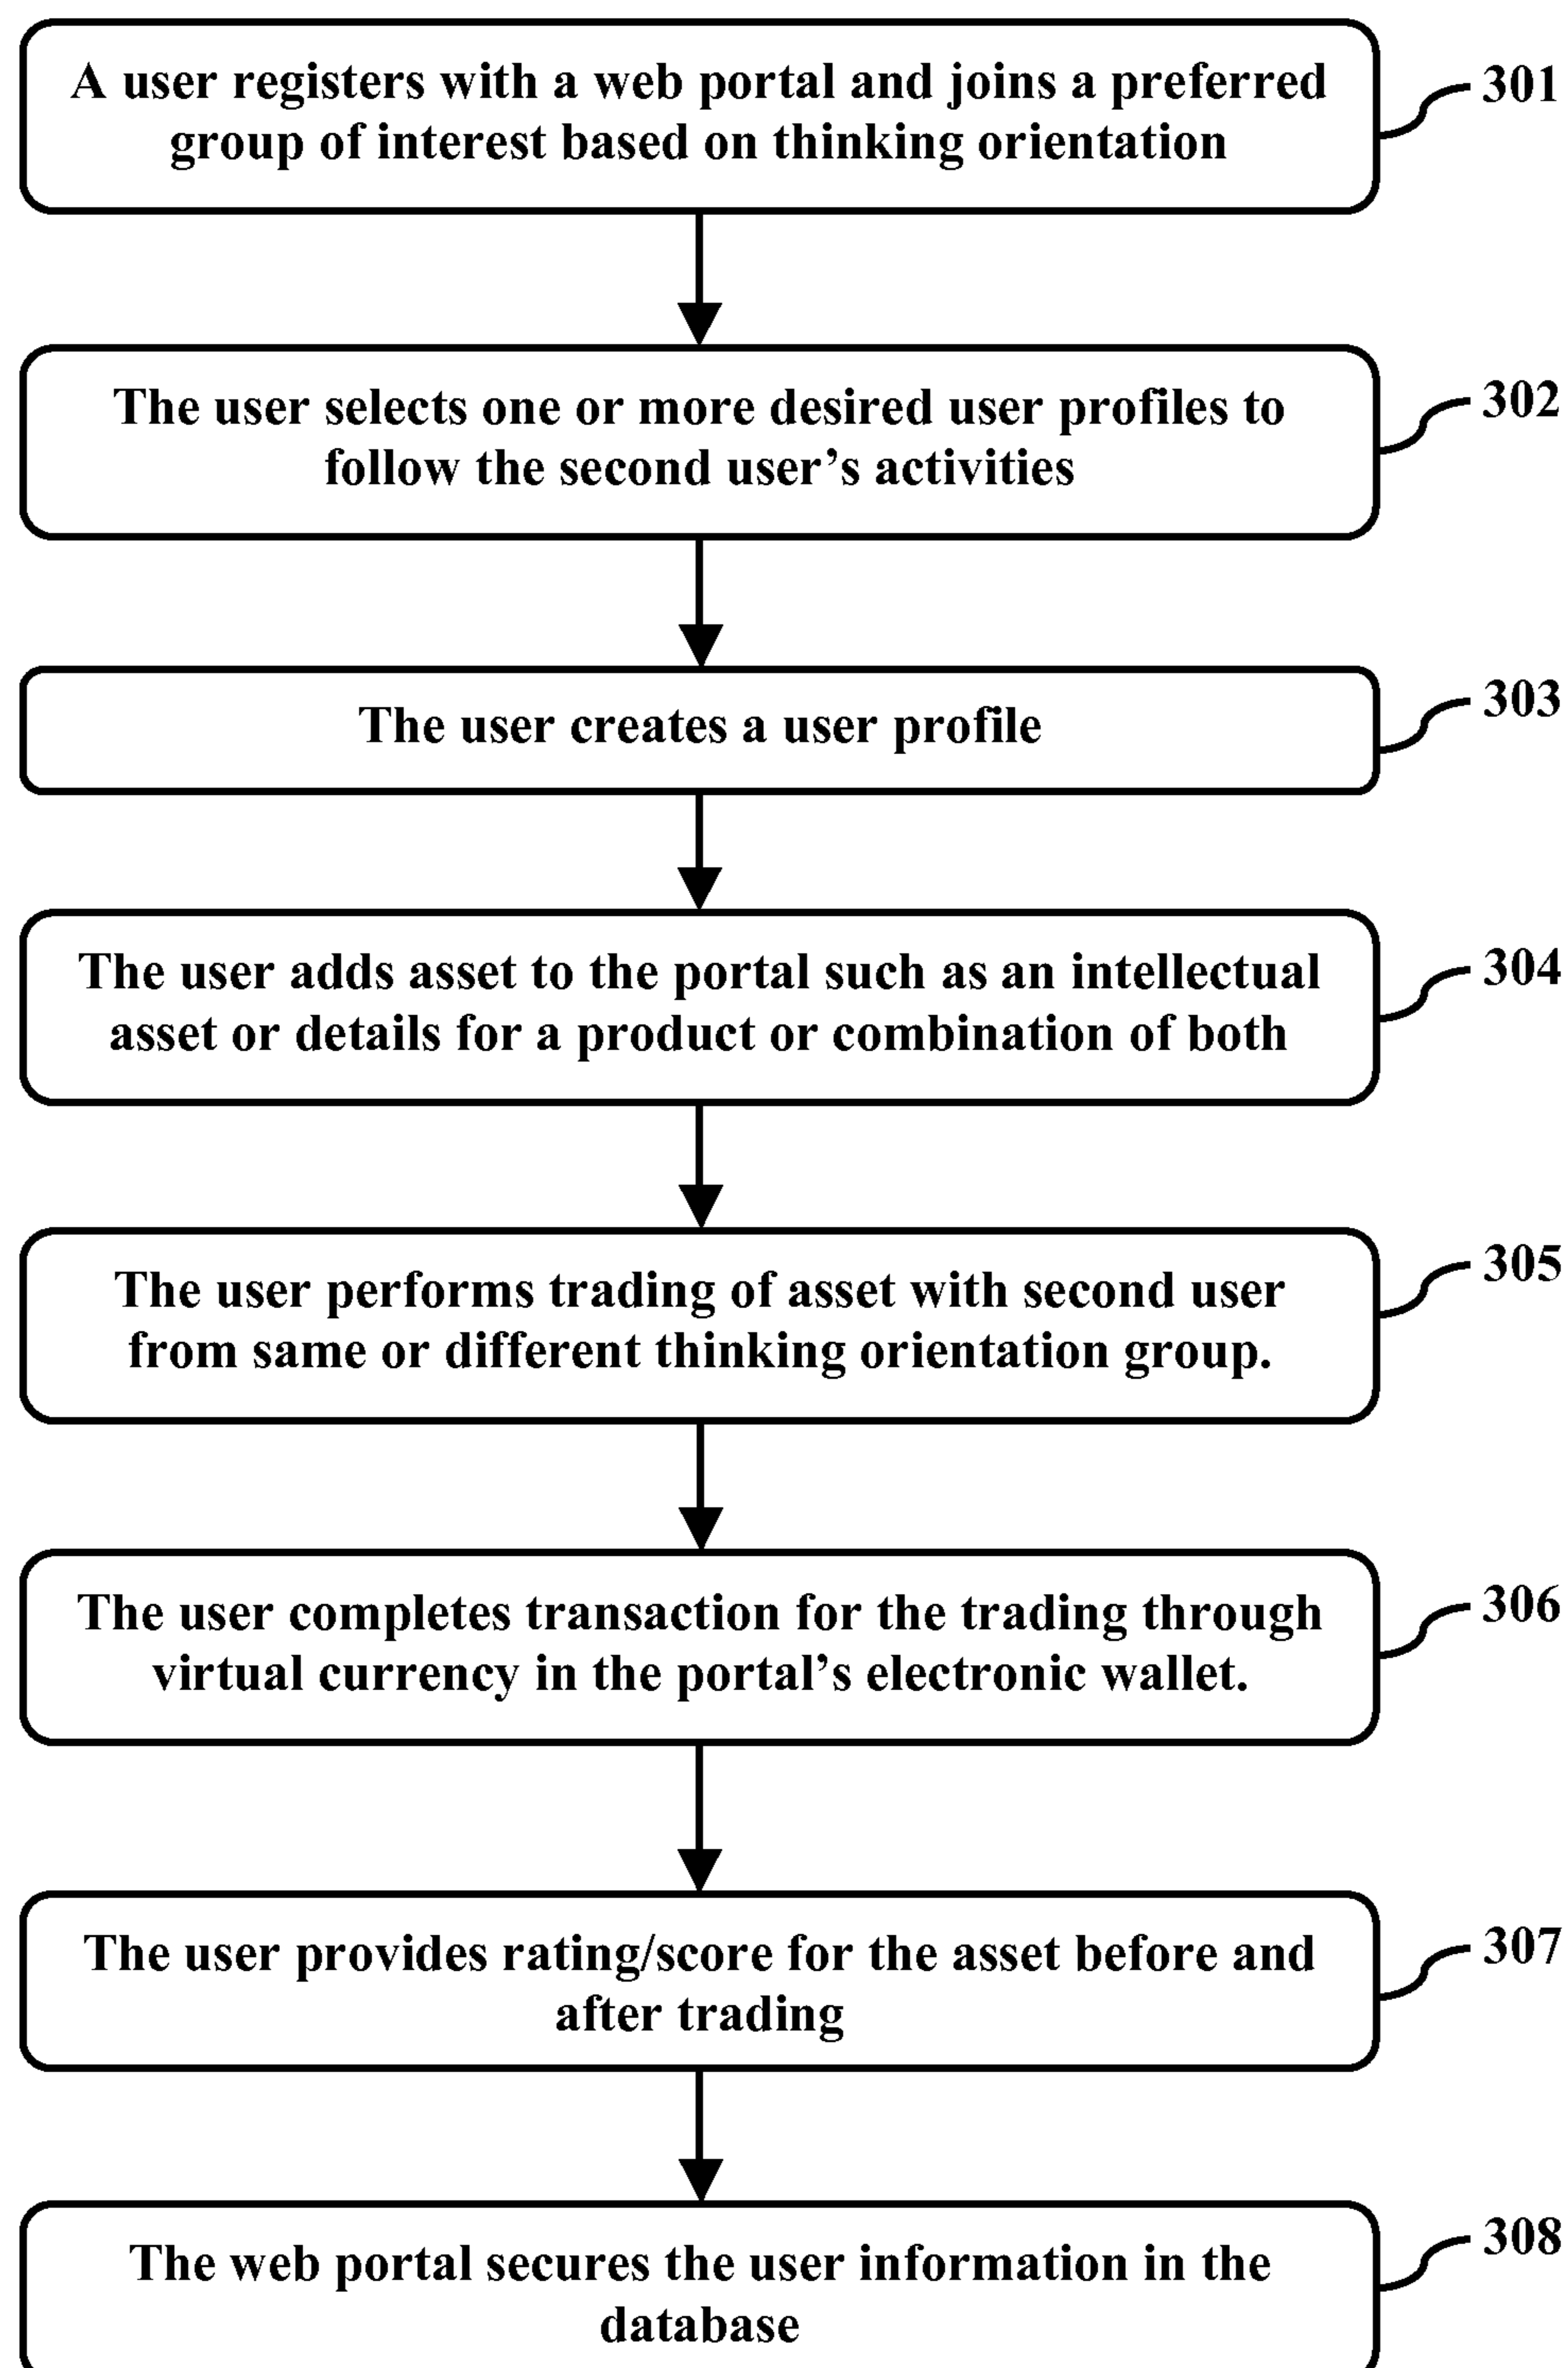 A user registers with a web portal and joins a preferred
group of interest based on thinking orientation
301
The user selects one or more desired user profiles to
follow the second user’s activities
302
The user creates a user profile
303
The user adds asset to the portal such as an intellectual
asset or details for a product or combination of both
304
The user performs trading of asset with second user
from same or different thinking orientation group.
305
The user completes transaction for the trading through
virtual currency in the portal’s electronic wallet.
306
The user provides rating/score for the asset before and
after trading
307
The web portal secures the user information in the
database
308